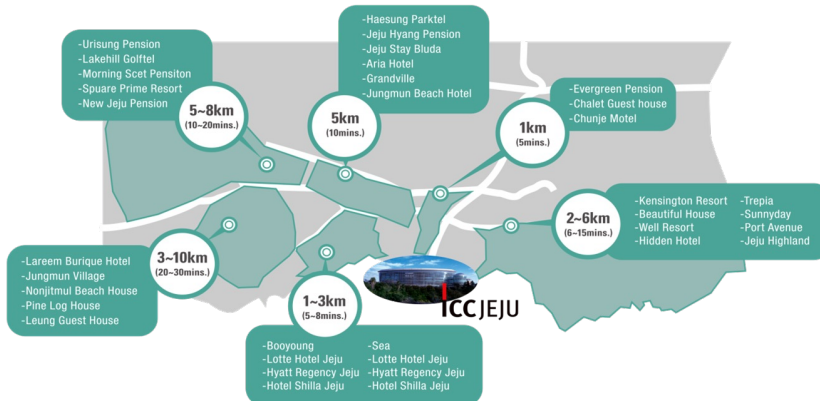 -Haesung Parktel
-Jeju Hyang Pension
-Jeju Stay Bluda
-Aria Hotel
-Grandville
-Jungmun Beach Hotel
-Urisung Pension
-Lakehill Golftel
-Morning Scet Pensiton
-Spuare Prime Resort
-New Jeju Pension
5~8km
(10~20mins.)
5km
(10mins.)
1km
(5mins.)
-Evergreen Pension
-Chalet Guest house
-Chunje Motel
2~6km
(6~15mins.)
-Kensington Resort
-Beautiful House
-Well Resort
-Hidden Hotel
-Trepia
-Sunnyday
-Port Avenue
-Jeju Highland
-Lareem Burique Hotel
-Jungmun Village
-Nonjitmul Beach House
-Pine Log House
-Leung Guest House
3~10km
(20~30mins.)
1~3km
(5~8mins.)
ICC JEJU
-Booyoung
-Lotte Hotel Jeju
-Hyatt Regency Jeju
-Hotel Shilla Jeju
-Sea
-Lotte Hotel Jeju
-Hyatt Regency Jeju
-Hotel Shilla Jeju